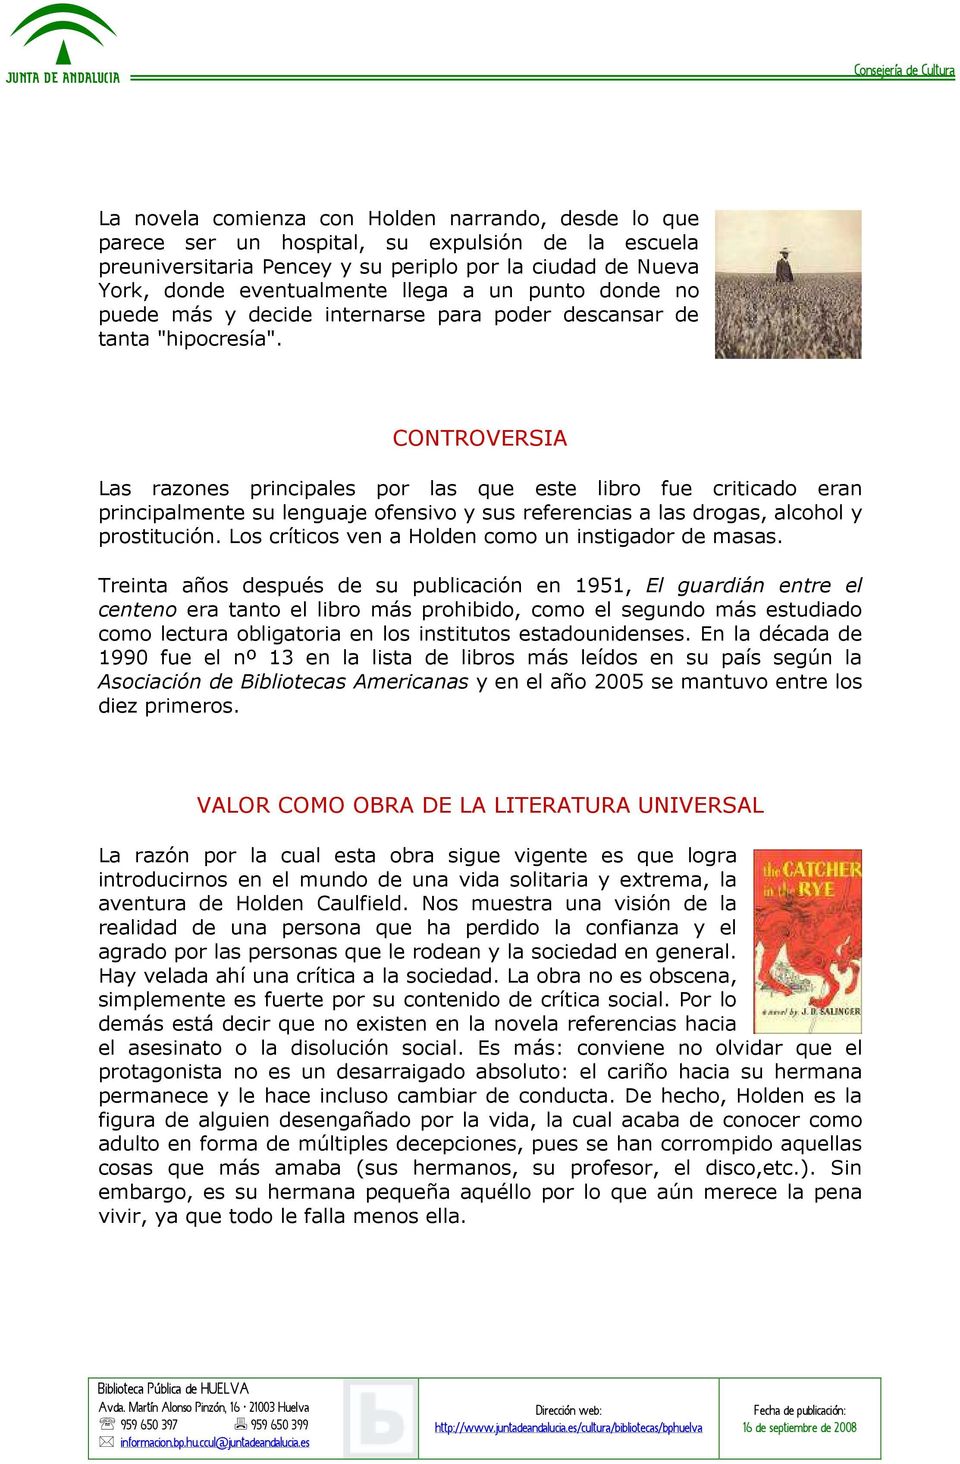 JUNTA DE ANDALUCIA
Consejería de Cultura
La novela comienza con Holden narrando, desde lo que
parece ser un hospital, su expulsión de la escuela
preuniversitaria Pencey y su periplo por la ciudad de Nueva
York, donde eventualmente llega a un punto donde no
puede más y decide internarse para poder descansar de
tanta "hipocresía".
CONTROVERSIA
Las razones principales por las que este libro fue criticado eran
principalmente su lenguaje ofensivo y sus referencias a las drogas, alcohol y
prostitución. Los críticos ven a Holden como un instigador de masas.
Treinta años después de su publicación en 1951, El guardián entre el
centeno era tanto el libro más prohibido, como el segundo más estudiado
como lectura obligatoria en los institutos estadounidenses. En la década de
1990 fue el nº 13 en la lista de libros más leídos en su país según la
Asociación de Bibliotecas Americanas y en el año 2005 se mantuvo entre los
diez primeros.
VALOR COMO OBRA DE LA LITERATURA UNIVERSAL
La razón por la cual esta obra sigue vigente es que logra
introducirnos en el mundo de una vida solitaria y extrema, la
aventura de Holden Caulfield. Nos muestra una visión de la
realidad de una persona que ha perdido la confianza y el
agrado por las personas que le rodean y la sociedad en general.
Hay velada ahí una crítica a la sociedad. La obra no es obscena,
simplemente es fuerte por su contenido de crítica social. Por lo
demás está decir que no existen en la novela referencias hacia
el asesinato o la disolución social. Es más: conviene no olvidar que el
protagonista no es un desarraigado absoluto: el cariño hacia su hermana
permanece y le hace incluso cambiar de conducta. De hecho, Holden es la
figura de alguien desengañado por la vida, la cual acaba de conocer como
adulto en forma de múltiples decepciones, pues se han corrompido aquellas
cosas que más amaba (sus hermanos, su profesor, el disco,etc.). Sin
embargo, es su hermana pequeña aquéllo por lo que aún merece la pena
vivir, ya que todo le falla menos ella.
the CATCHER
in the RYE
a novel by J. D. SALINGER
Biblioteca Pública de HUELVA
Avda. Martín Alonso Pinzón, 16 · 21003 Huelva
959 650 397 959 650 399
informacion.bp.hu.ccul@juntadeandalucia.es
b
Dirección web:
http://www.juntadeandalucia.es/cultura/bibliotecas/bphuelva
Fecha de publicación:
16 de septiembre de 2008